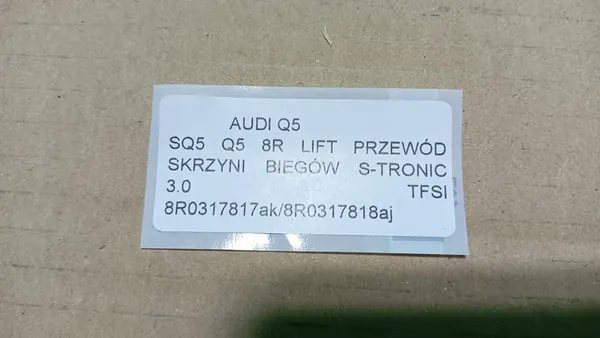 AUDI Q5
SQ5 Q5 8R LIFT PRZEWÓD
SKRZYNI BIEGÓW S-TRONIC
3.0 TFSI
8R0317817ak/8R0317818aj